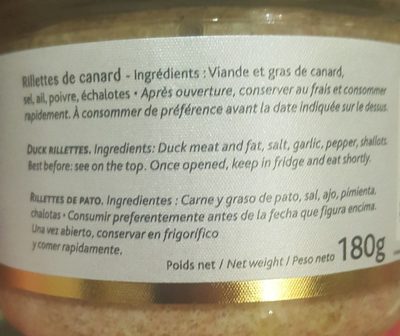 Rillettes de canard - Ingrédients : Viande et gras de canard,
sel, ail, poivre, échalotes • Après ouverture, conserver au frais et consommer
rapidement. À consommer de préférence avant la date indiquée sur le dessus.
DUCK RILLETTES. Ingredients: Duck meat and fat, salt, garlic, pepper, shallots.
Best before: see on the top. Once opened, keep in fridge and eat shortly.
RILLETTES DE PATO. Ingredientes : Carne y graso de pato, sal, ajo, pimienta,
chalotas • Consumir preferentemente antes de la fecha que figura encima.
Una vez abierto, conservar en frigorífico
y comer rapidamente.
Poids net / Net weight / Peso neto 180g